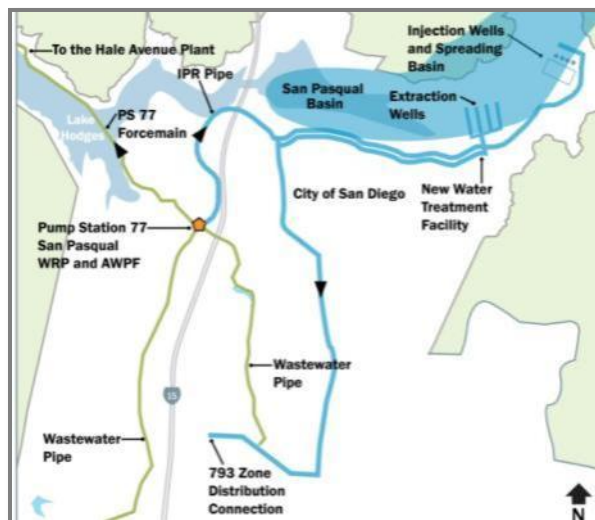 Injection Wells
and Spreading
Basin
To the Hale Avenue Plant
IPR Pipe
San Pasqual
Basin
Extraction
Wells
PS 77
Forcemain
Lake
Hodges
City of San Diego
New Water
Treatment
Facility
Pump Station 77
San Pasqual
WRP and AWPF
Wastewater
Pipe
15
Wastewater
Pipe
793 Zone
Distribution
Connection
N